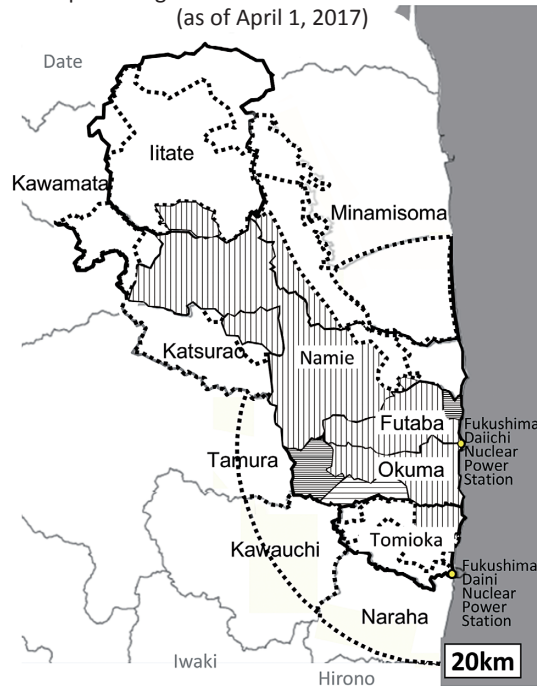 (as of April 1, 2017)
Date
Iitate
Kawamata
Minamisoma
Katsurao
Namie
Futaba
Fukushima
Daiichi
Nuclear
Power
Station
Okuma
Tamura
Tomioka
Kawauchi
Fukushima
Daini
Nuclear
Power
Station
Nahara
20km
Iwaki
Hirono